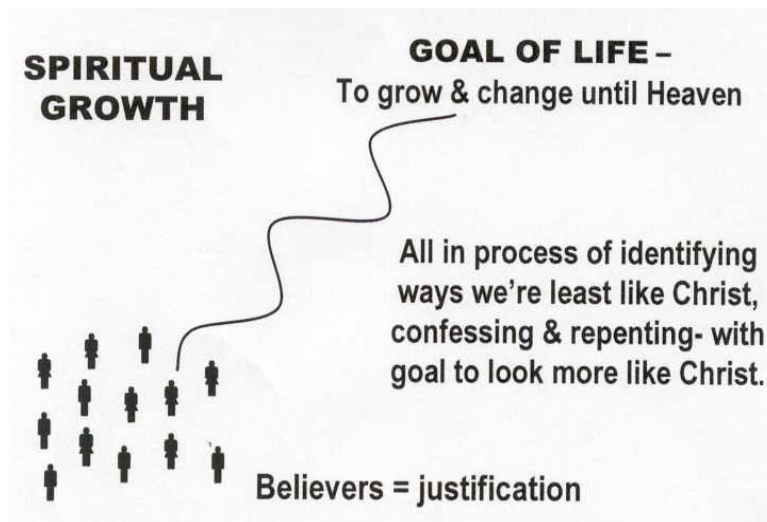 SPIRITUAL
GROWTH
GOAL OF LIFE –
To grow & change until Heaven
All in process of identifying
ways we're least like Christ,
confessing & repenting- with
goal to look more like Christ.
Believers = justification